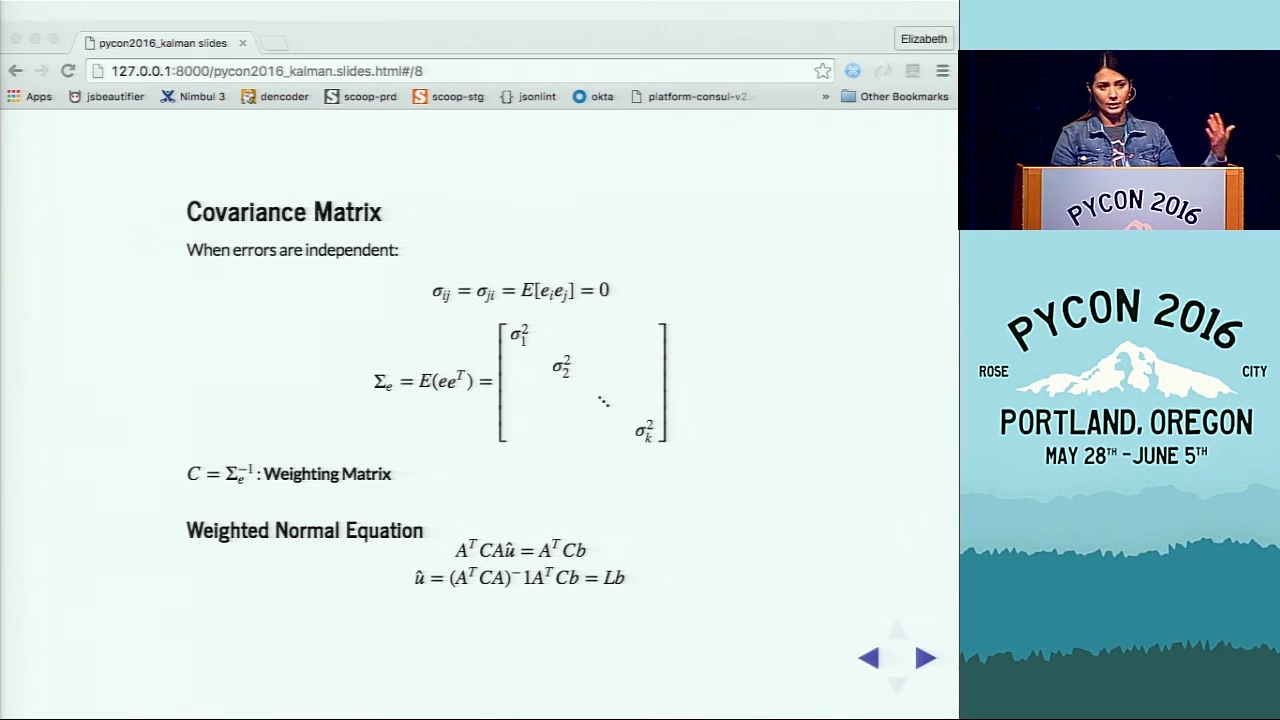 pycon2016_kalman slides
Elizabeth
127.0.0.1:8000/pycon2016_kalman.slides.html#/8
Apps jsbeautifier Nimbul 3 dencoder scoop-prd scoop-stg jsonlint okta platform-consul-v2. » Other Bookmarks
Covariance Matrix
When errors are independent:
σij = σji = E[eiej] = 0
Σe = E(eeᵀ) = [σ₁² σ₂² ⋱ σₖ²]
C = Σe⁻¹ : Weighting Matrix
Weighted Normal Equation
AᵀCAû = AᵀCb
û = (AᵀCA)⁻1AᵀCb = Lb
PYCON 2016
PYCON 2016
ROSE CITY
PORTLAND, OREGON
MAY 28TH - JUNE 5TH